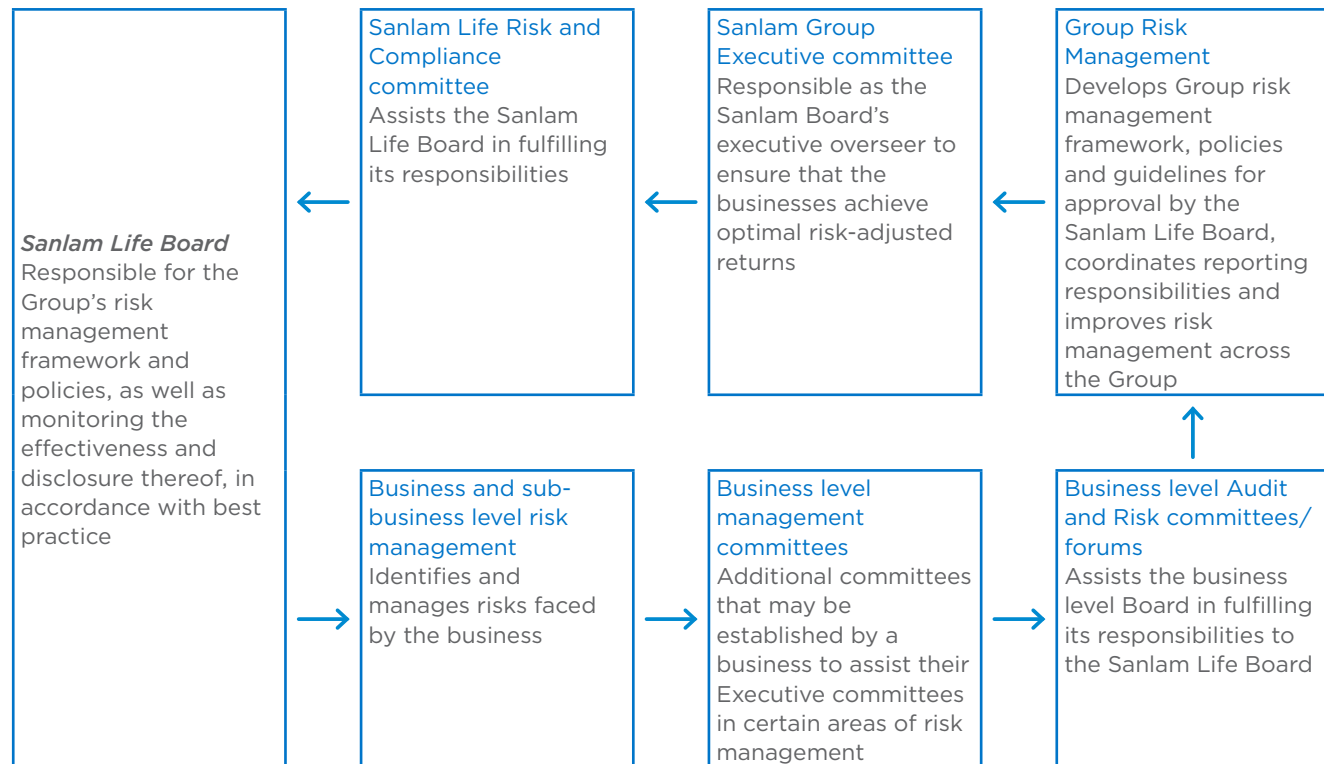 Sanlam Life Board
Responsible for the
Group's risk
management
framework and
policies, as well as
monitoring the
effectiveness and
disclosure thereof, in
accordance with best
practice
Sanlam Life Risk and
Compliance
committee
Assists the Sanlam
Life Board in fulfilling
its responsibilities
Sanlam Group
Executive committee
Responsible as the
Sanlam Board's
executive overseer to
ensure that the
businesses achieve
optimal risk-adjusted
returns
Group Risk
Management
Develops Group risk
management
framework, policies
and guidelines for
approval by the
Sanlam Life Board,
coordinates reporting
responsibilities and
improves risk
management across
the Group
Business and sub-
business level risk
management
Identifies and
manages risks faced
by the business
Business level
management
committees
Additional committees
that may be
established by a
business to assist their
Executive committees
in certain areas of risk
management
Business level Audit
and Risk committees/
forums
Assists the business
level Board in fulfilling
its responsibilities to
the Sanlam Life Board